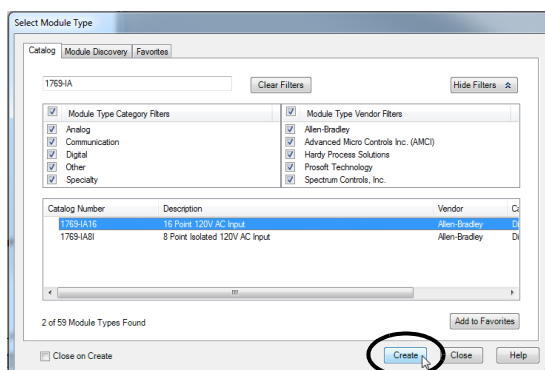 Select Module Type
Catalog Module Discovery Favorites
1769-IA Clear Filters Hide Filters
Module Type Category Filters Module Type Vendor Filters
Analog Allen-Bradley
Communication Advanced Micro Controls Inc. (AMCI)
Digital Hardy Process Solutions
Other Prosoft Technology
Specialty Spectrum Controls, Inc.
Catalog Number Description Vendor Ca
1769-IA16 16 Point 120V AC Input Allen-Bradley Di
1769-IA8I 8 Point Isolated 120V AC Input Allen-Bradley Di
2 of 59 Module Types Found Add to Favorites
Close on Create Create Close Help